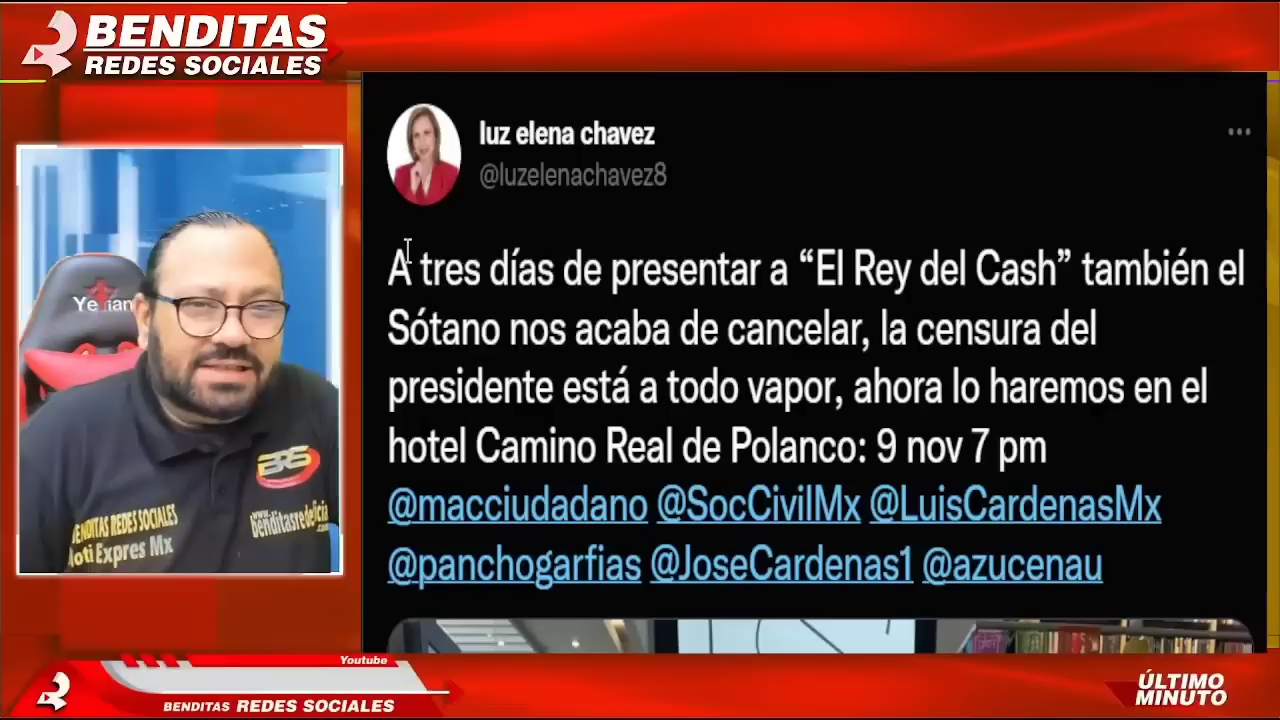 BENDITAS
REDES SOCIALES
luz elena chavez
@luzelenachavez8
A tres días de presentar a “El Rey del Cash” también el
Sótano nos acaba de cancelar, la censura del
presidente está a todo vapor, ahora lo haremos en el
hotel Camino Real de Polanco: 9 nov 7 pm
@macciudadano @SocCivilMx @LuisCardenasMx
@panchogarfias @JoseCardenas1 @azucenau
BRS
BENDITAS REDES SOCIALES
Noti Expres Mx
Youtube
BENDITAS REDES SOCIALES
ÚLTIMO
MINUTO